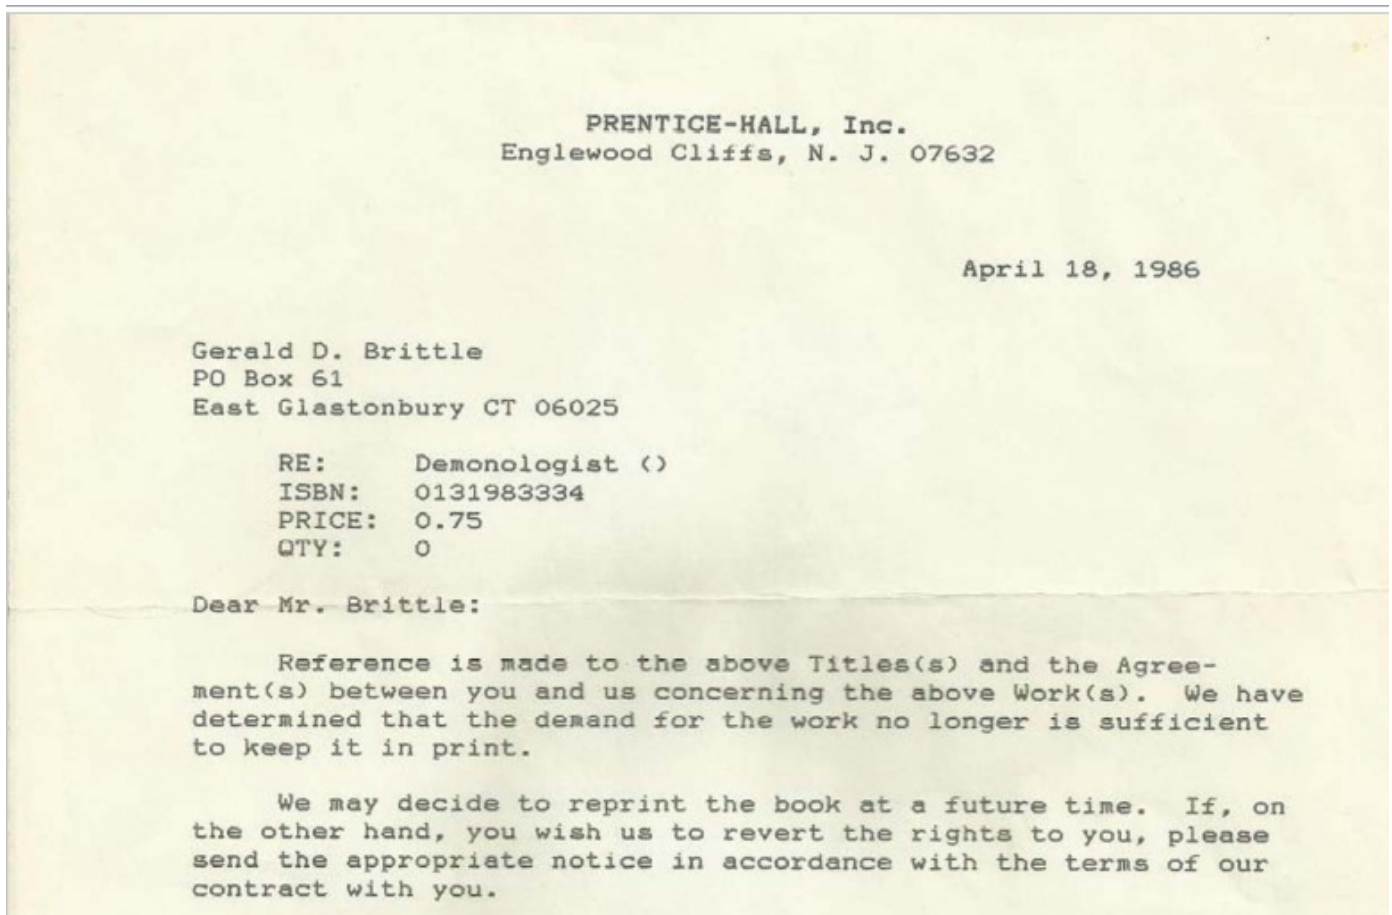 PRENTICE-HALL, Inc.
Englewood Cliffs, N. J. 07632
April 18, 1986
Gerald D. Brittle
PO Box 61
East Glastonbury CT 06025
RE: Demonologist ()
ISBN: 0131983334
PRICE: 0.75
QTY: 0
Dear Mr. Brittle:
Reference is made to the above Titles(s) and the Agree-
ment(s) between you and us concerning the above Work(s). We have
determined that the demand for the work no longer is sufficient
to keep it in print.
We may decide to reprint the book at a future time. If, on
the other hand, you wish us to revert the rights to you, please
send the appropriate notice in accordance with the terms of our
contract with you.